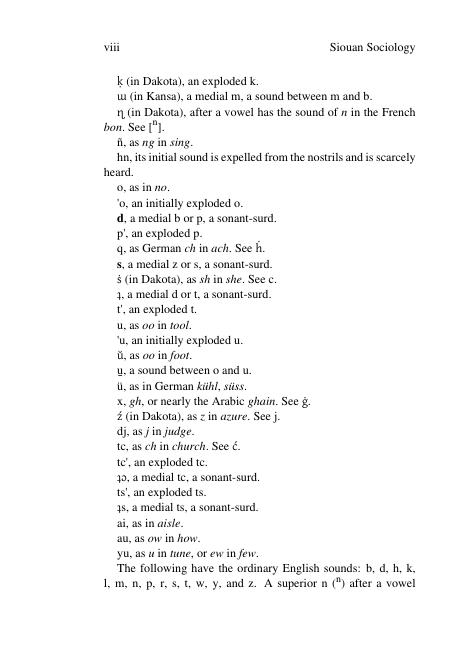 viii Siouan Sociology
ḳ (in Dakota), an exploded k.
ɯ (in Kansa), a medial m, a sound between m and b.
ɳ (in Dakota), after a vowel has the sound of n in the French
bon. See [ⁿ].
ñ, as ng in sing.
hn, its initial sound is expelled from the nostrils and is scarcely
heard.
o, as in no.
'o, an initially exploded o.
d, a medial b or p, a sonant-surd.
p', an exploded p.
q, as German ch in ach. See ḣ.
s, a medial z or s, a sonant-surd.
ṡ (in Dakota), as sh in she. See c.
ʇ, a medial d or t, a sonant-surd.
t', an exploded t.
u, as oo in tool.
'u, an initially exploded u.
ŭ, as oo in foot.
ṵ, a sound between o and u.
ü, as in German kühl, süss.
x, gh, or nearly the Arabic ghain. See ġ.
ź (in Dakota), as z in azure. See j.
dj, as j in judge.
tc, as ch in church. See ć.
tc', an exploded tc.
ʇɔ, a medial tc, a sonant-surd.
ts', an exploded ts.
ʇs, a medial ts, a sonant-surd.
ai, as in aisle.
au, as ow in how.
yu, as u in tune, or ew in few.
The following have the ordinary English sounds: b, d, h, k,
l, m, n, p, r, s, t, w, y, and z. A superior n (ⁿ) after a vowel